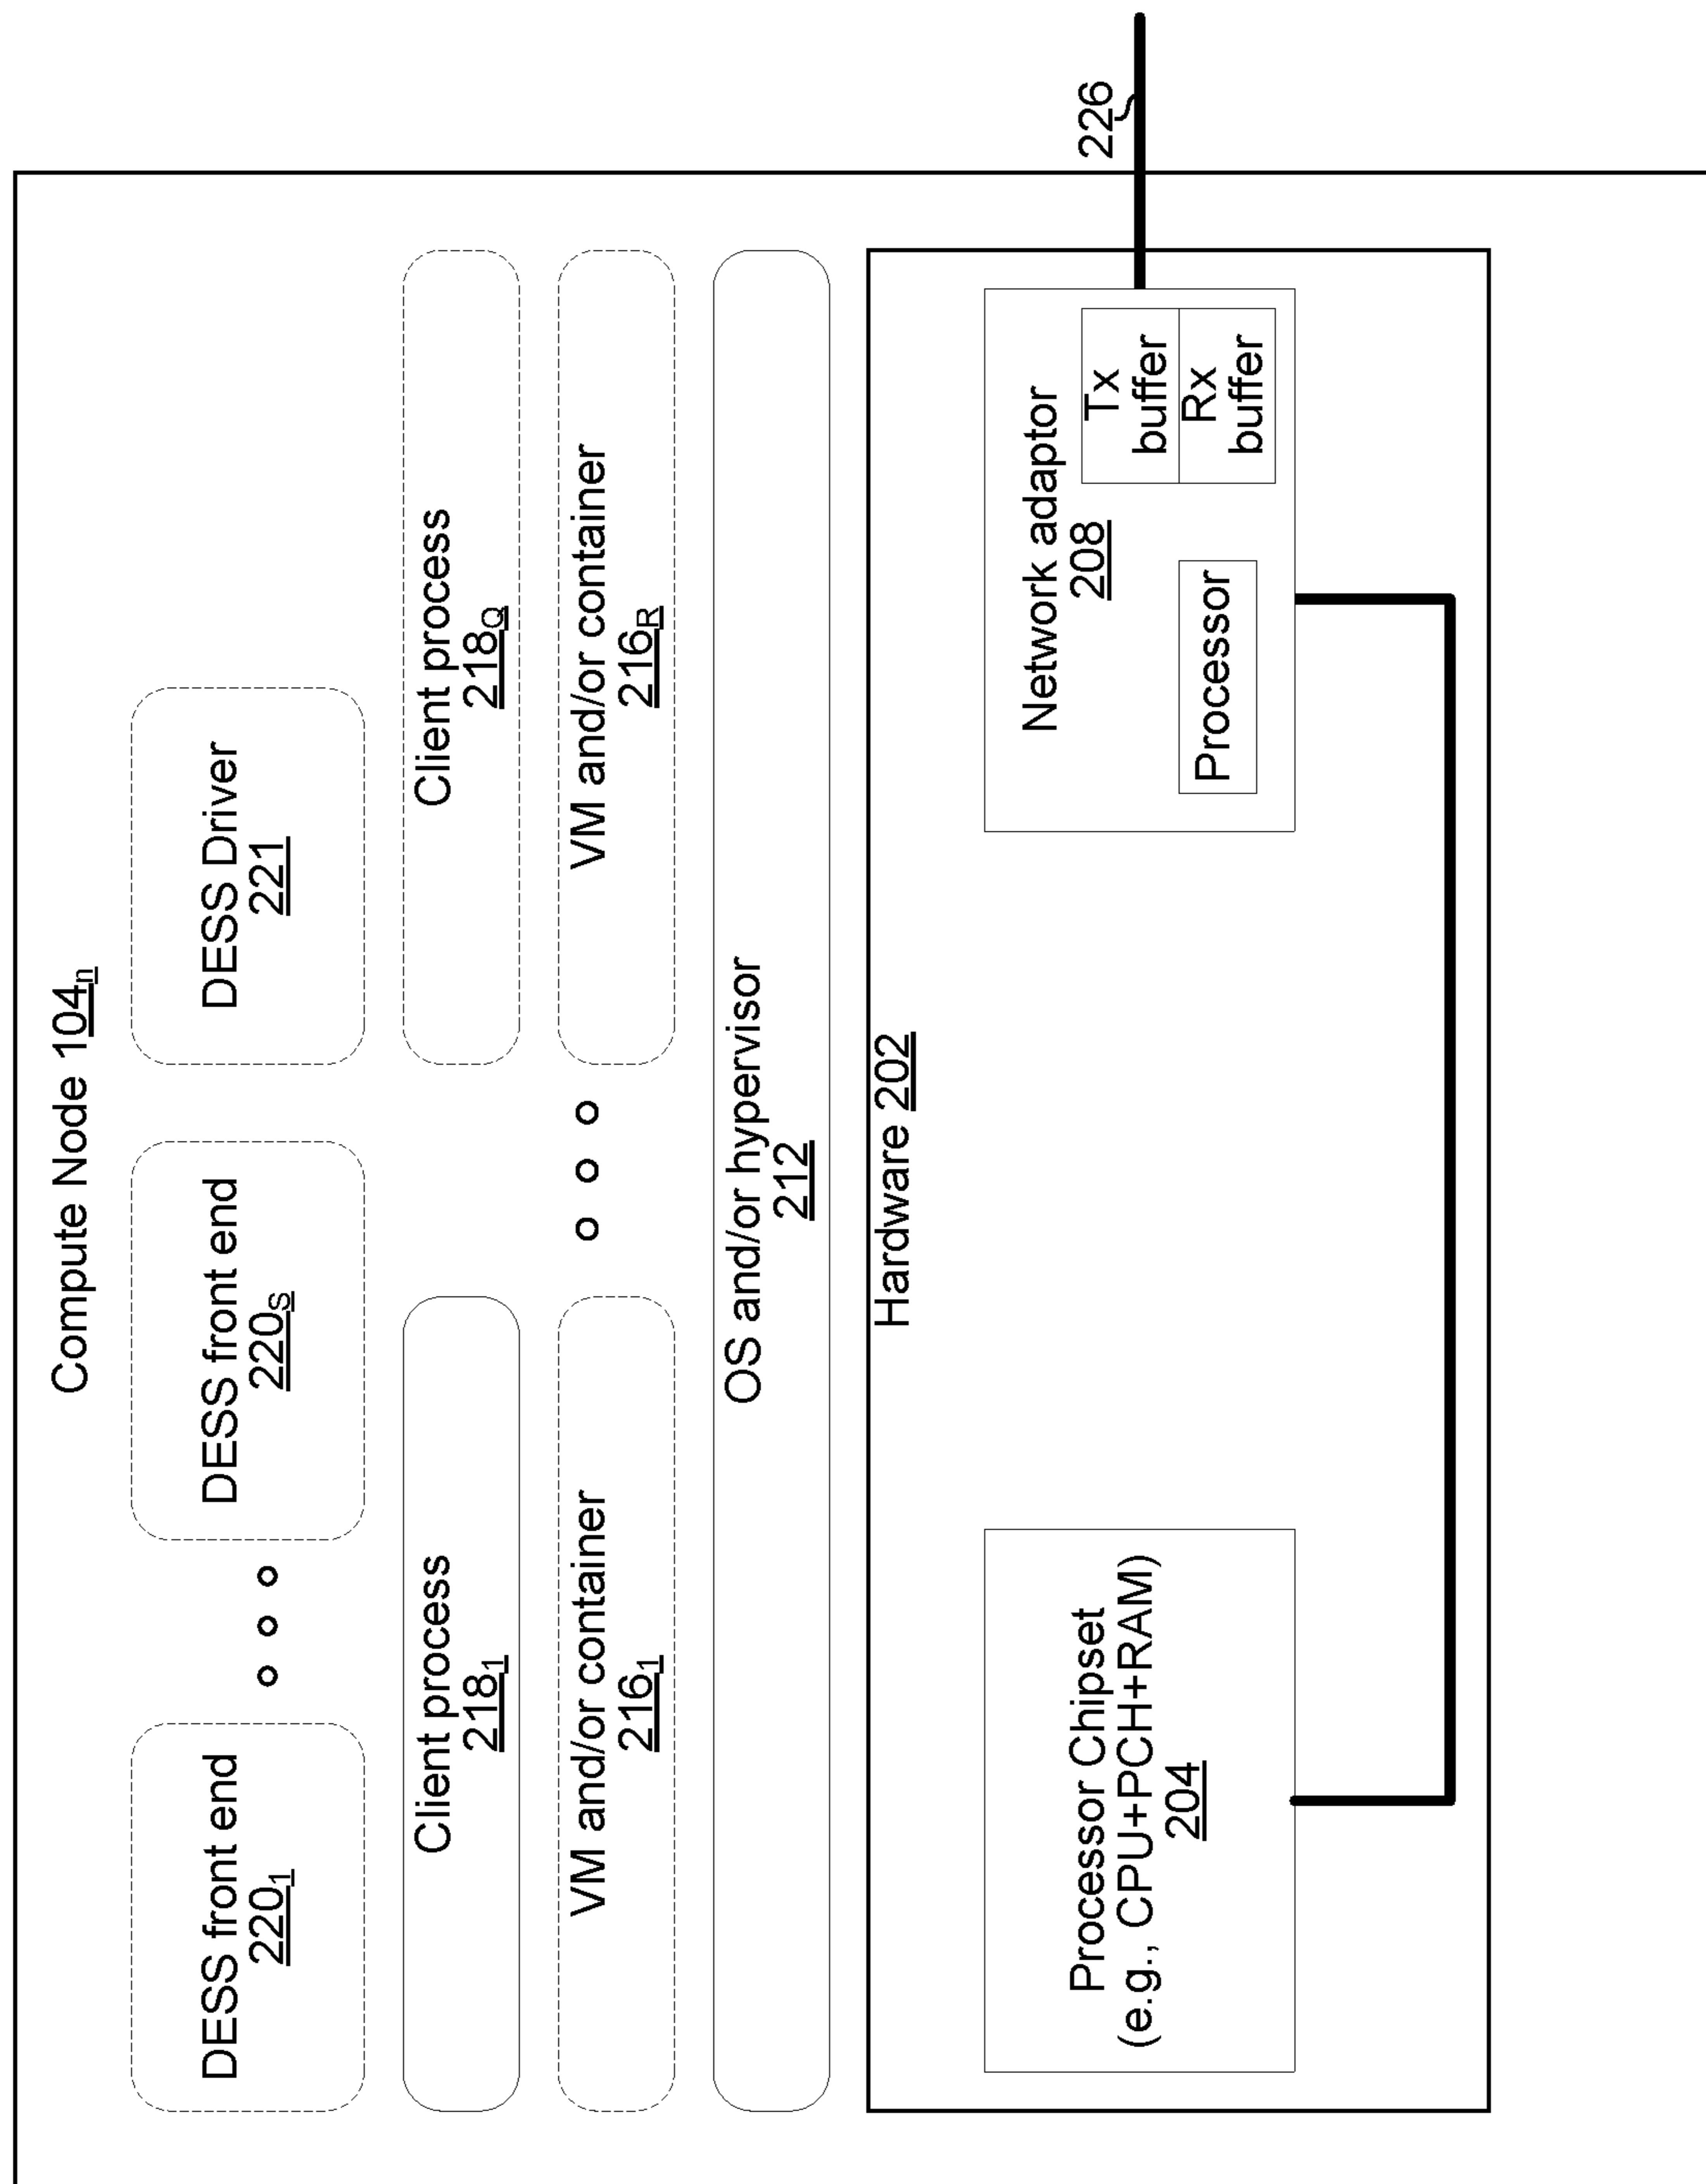 Compute Node 104n
DESS front end
2201
DESS front end
220S
DESS Driver
221
Client process
2181
Client process
218Q
VM and/or container
2161
VM and/or container
216R
OS and/or hypervisor
212
Hardware 202
Processor Chipset
(e.g., CPU+PCH+RAM)
204
Network adaptor
208
Processor
Tx
buffer
Rx
buffer
226